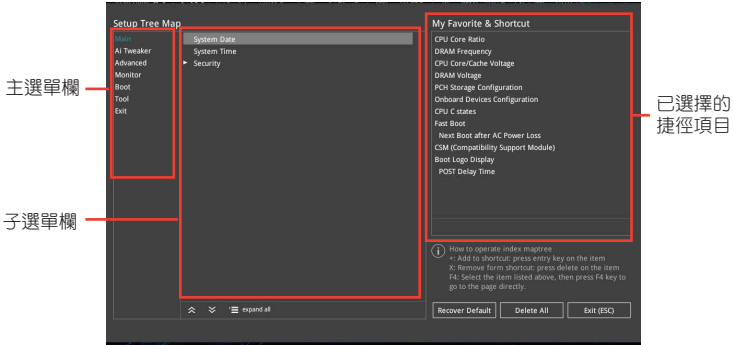 Setup Tree Map
Main
Ai Tweaker
Advanced
Monitor
Boot
Tool
Exit
System Date
System Time
Security
expand all
My Favorite & Shortcut
CPU Core Ratio
DRAM Frequency
CPU Core/Cache Voltage
DRAM Voltage
PCH Storage Configuration
Onboard Devices Configuration
CPU C states
Fast Boot
Next Boot after AC Power Loss
CSM (Compatibility Support Module)
Boot Logo Display
POST Delay Time
How to operate index maptree
+: Add to shortcut: press entry key on the item
X: Remove form shortcut: press delete on the item
F4: Select the item listed above, then press F4 key to
go to the page directly.
Recover Default
Delete All
Exit (ESC)
主選單欄
子選單欄
已選擇的
捷徑項目